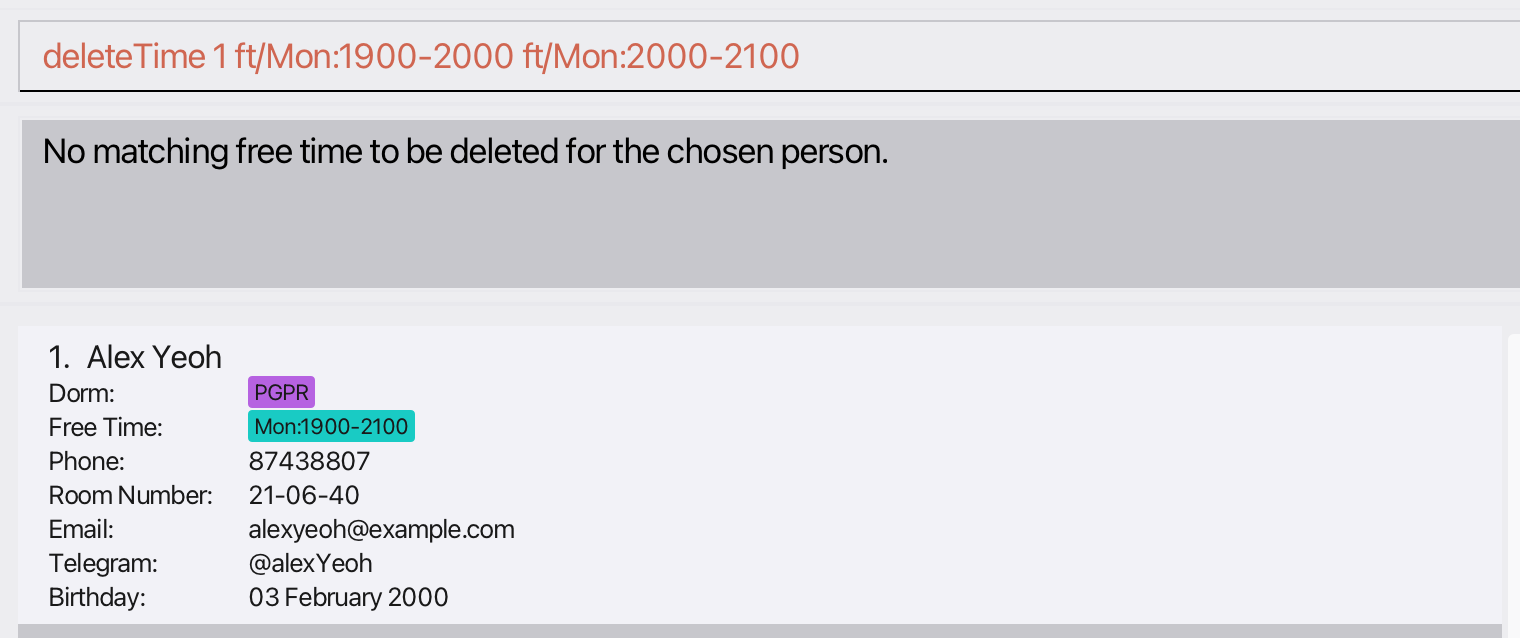 deleteTime 1 ft/Mon:1900-2000 ft/Mon:2000-2100
No matching free time to be deleted for the chosen person.
1. Alex Yeoh
Dorm: PGPR
Free Time: Mon:1900-2100
Phone: 87438807
Room Number: 21-06-40
Email: alexyeoh@example.com
Telegram: @alexYeoh
Birthday: 03 February 2000